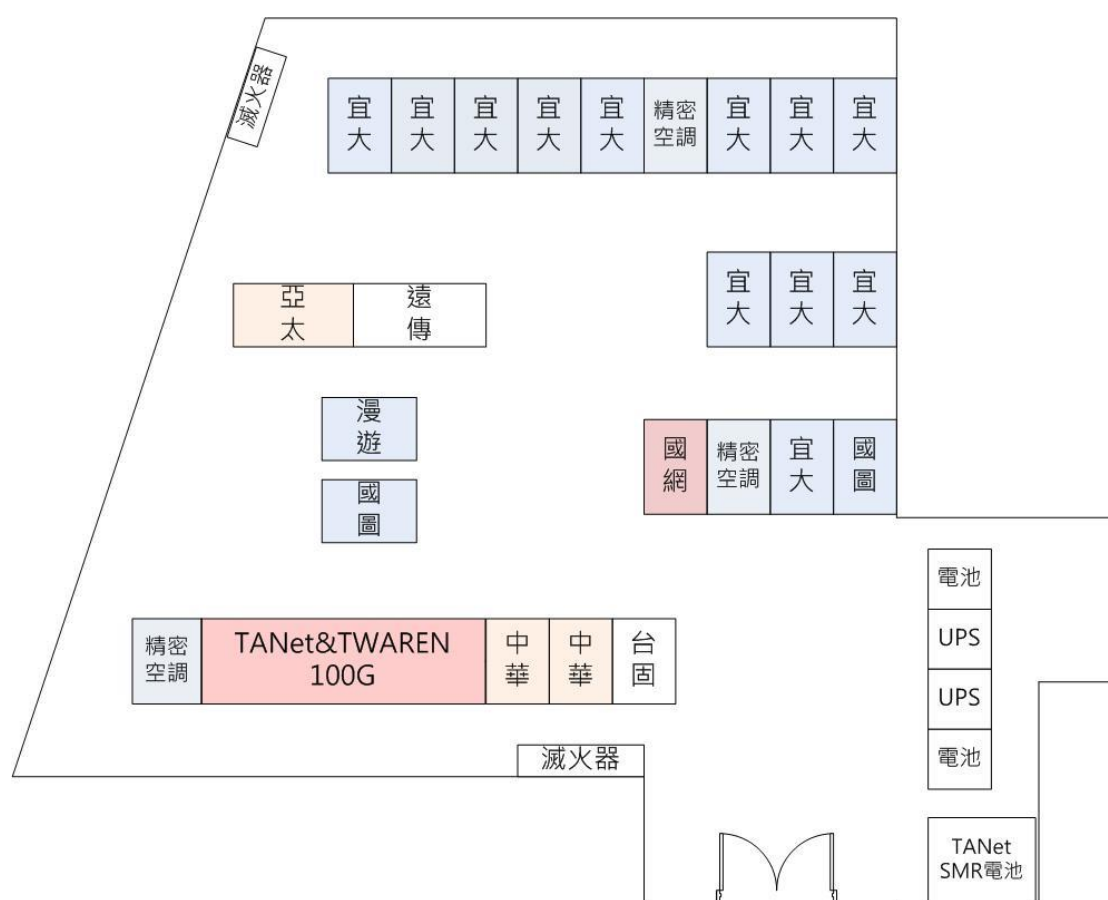 滅火器
宜
大
宜
大
宜
大
宜
大
宜
大
精密
空調
宜
大
宜
大
宜
大
宜
大
宜
大
宜
大
亞
太
遠
傳
漫
遊
國
圖
國
網
精密
空調
宜
大
國
圖
電池
UPS
UPS
電池
精密
空調
TANet&TWAREN
100G
中
華
中
華
台
固
滅火器
TANet
SMR電池